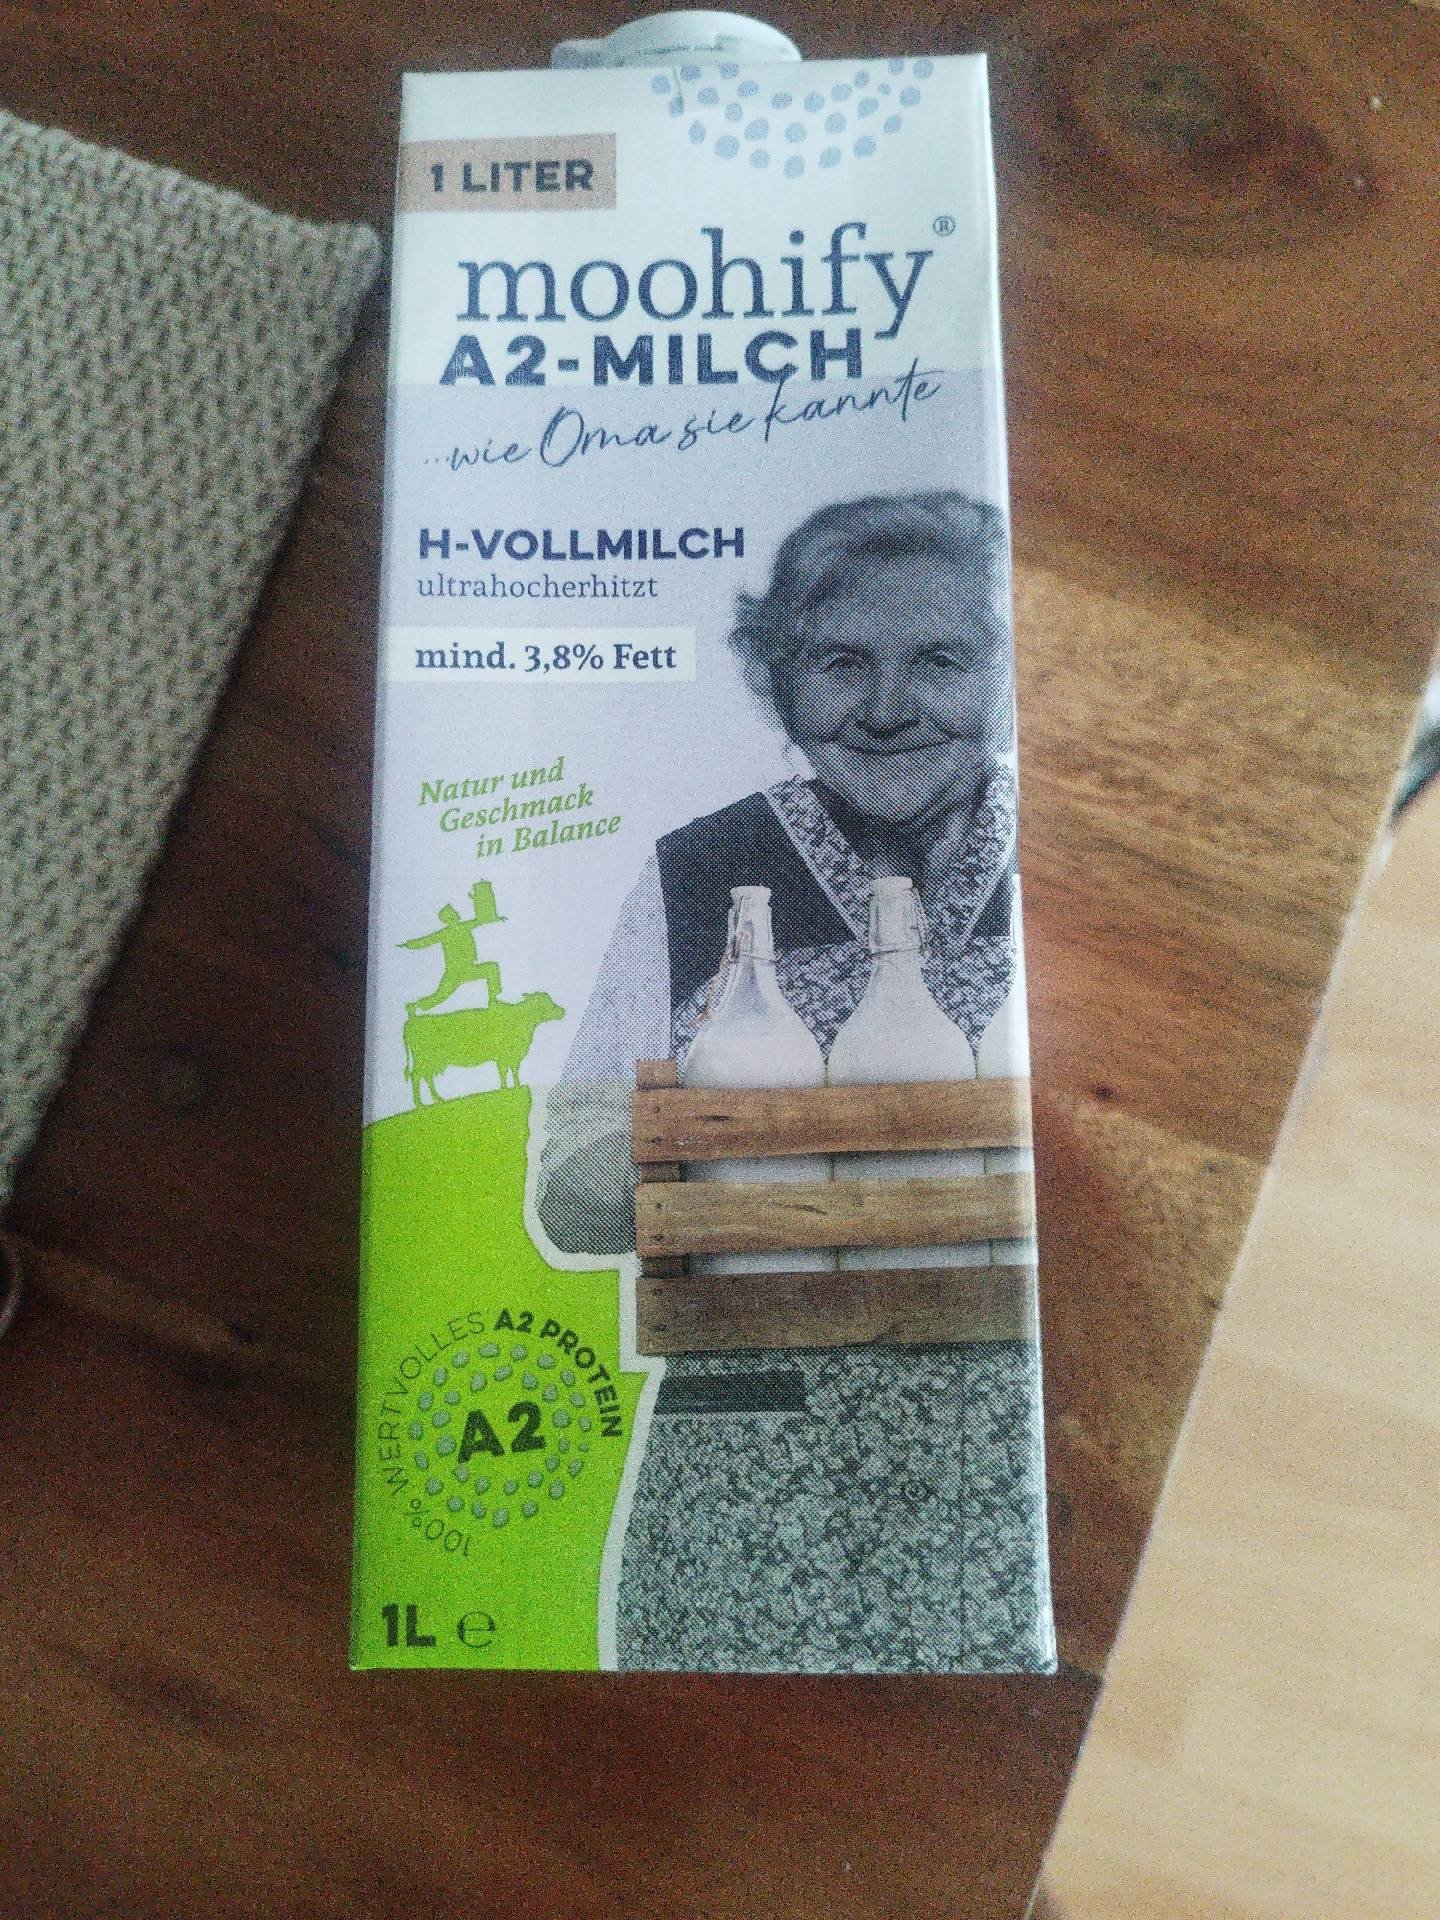 1 LITER
moohify®
A2-MILCH
...wie Oma sie kannte
H-VOLLMILCH
ultrahocherhitzt
mind. 3,8% Fett
Natur und
Geschmack
in Balance
100% WERTVOLLES A2 PROTEIN
A2
1L ℮